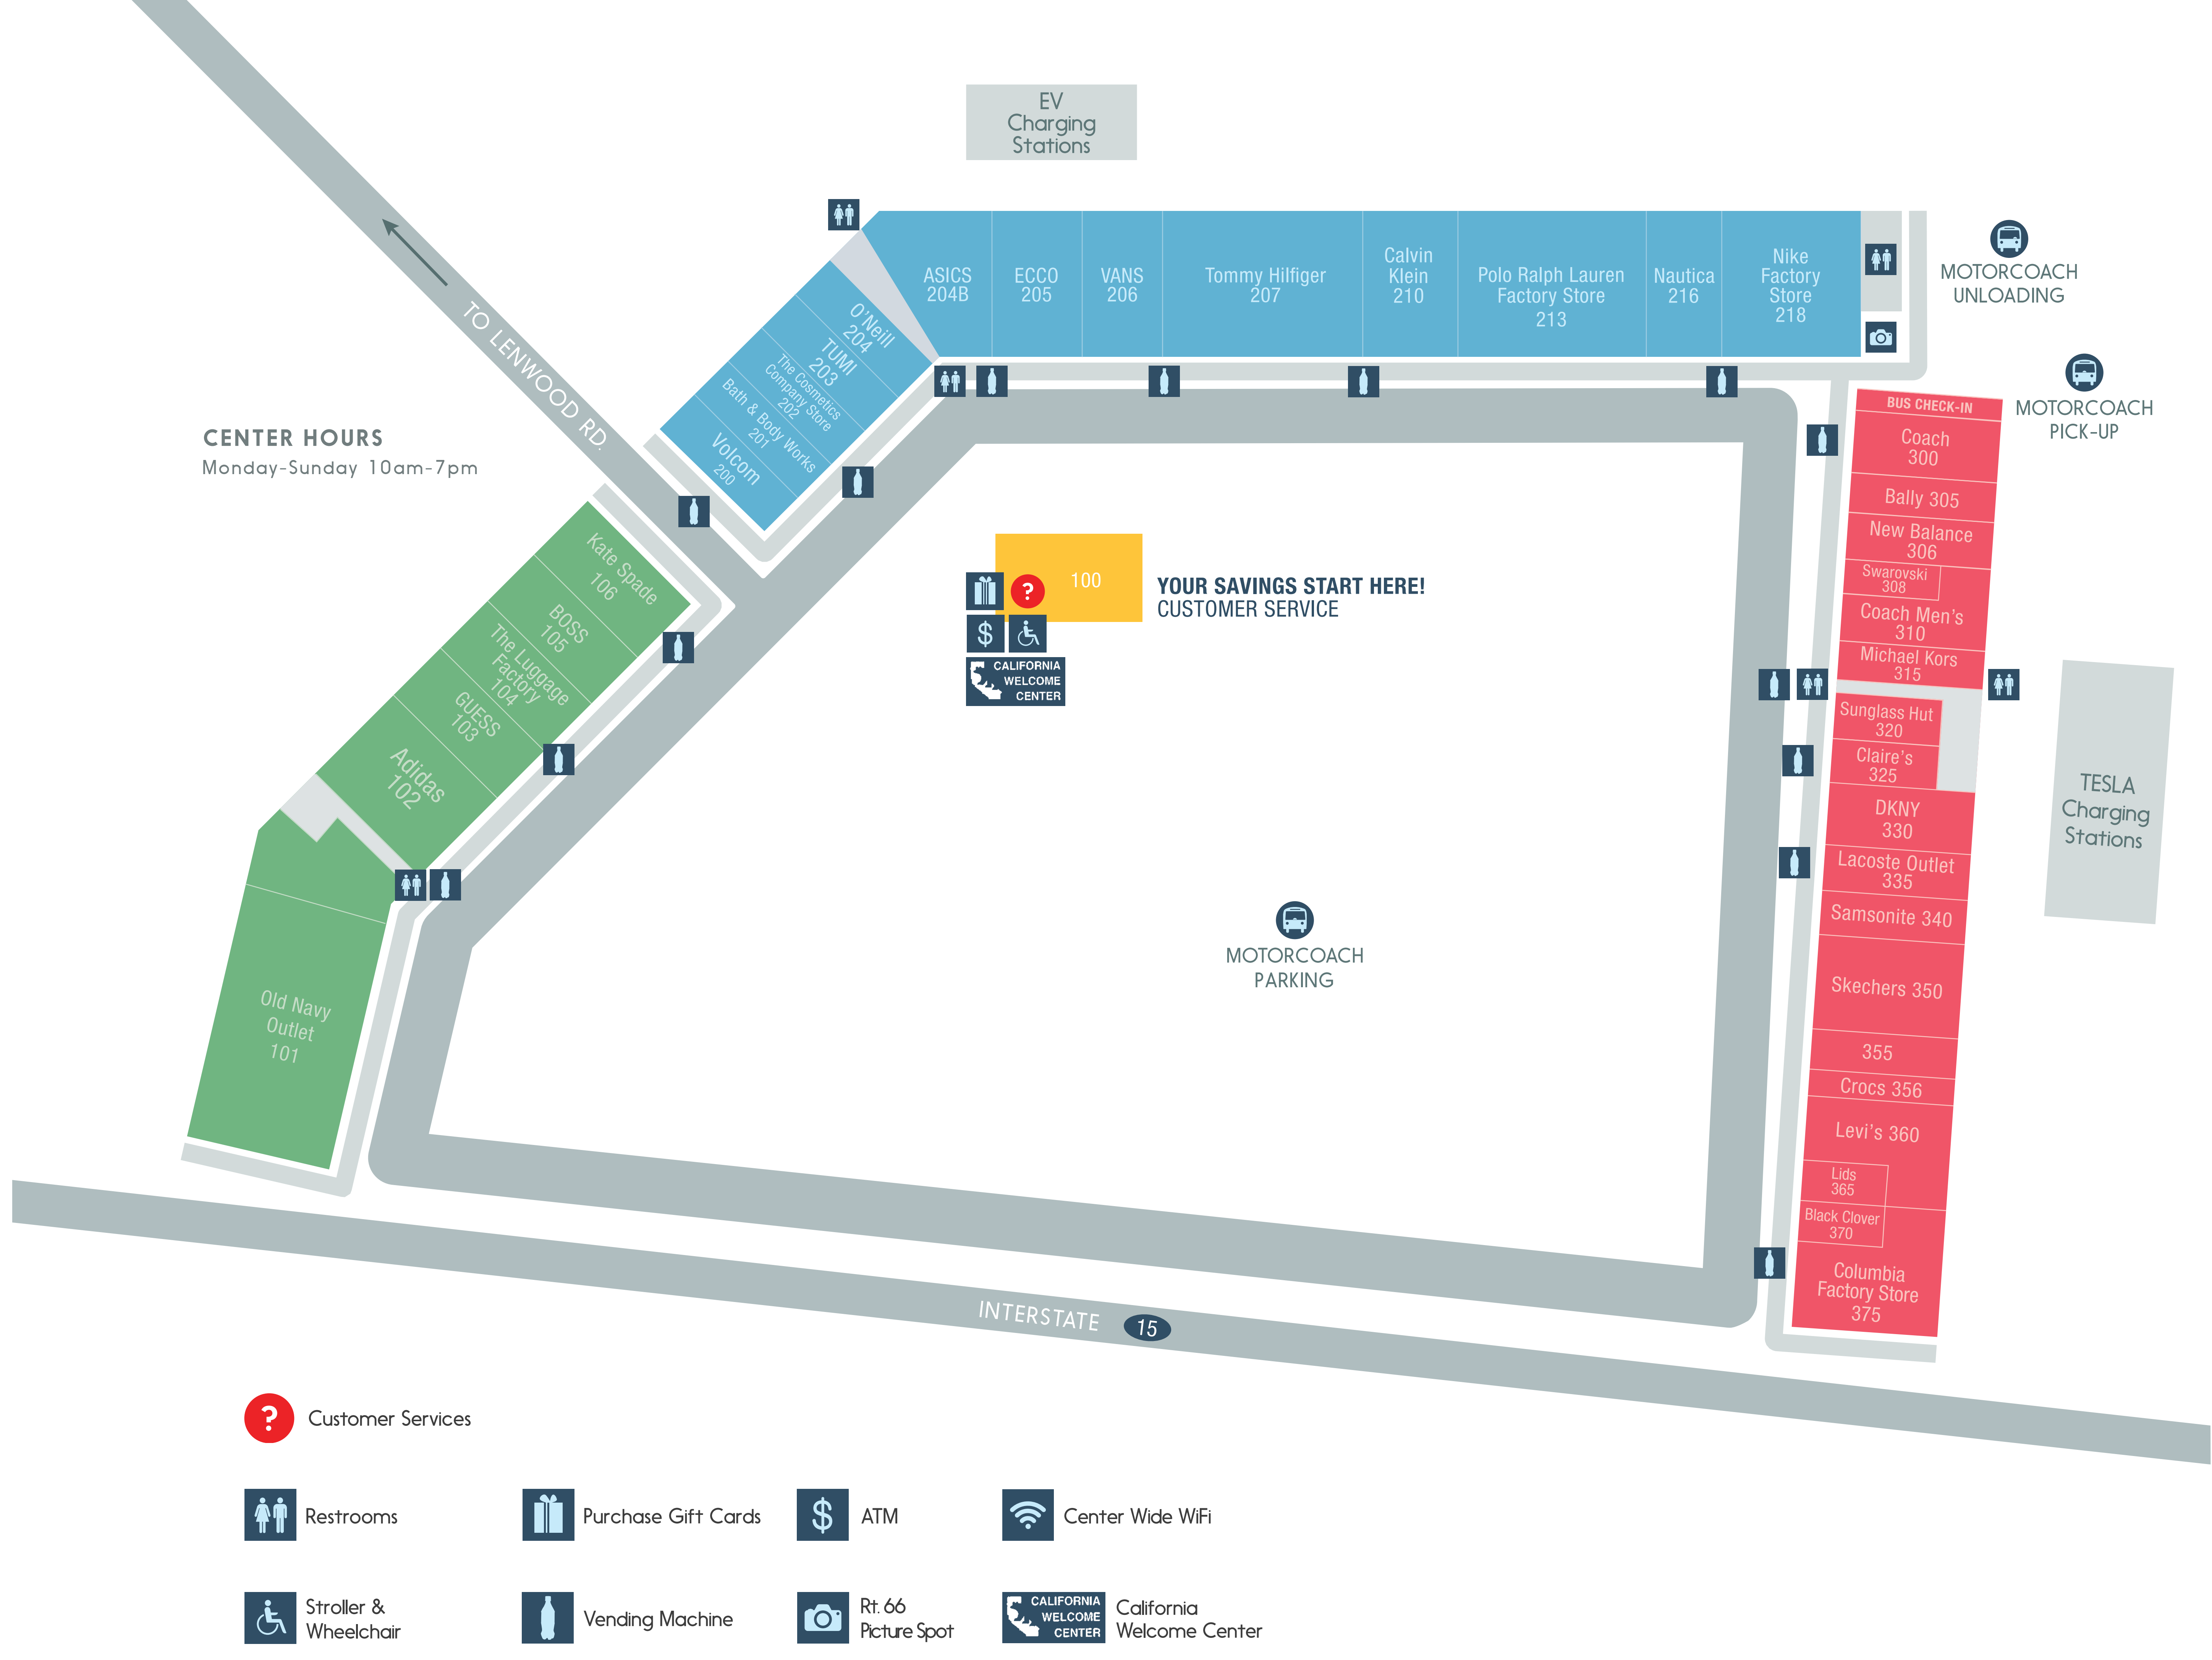 EV
Charging
Stations
TO LENWOOD RD.
CENTER HOURS
Monday-Sunday 10am-7pm
ASICS
204B
ECCO
205
VANS
206
Tommy Hilfiger
207
Calvin
Klein
210
Polo Ralph Lauren
Factory Store
213
Nautica
216
Nike
Factory
Store
218
MOTORCOACH
UNLOADING
MOTORCOACH
PICK-UP
O'Neill
204
TUMI
203
The Cosmetics
Company Store
202
Bath & Body Works
201
Volcom
200
Kate Spade
106
BOSS
105
The Luggage
Factory
104
GUESS
103
Adidas
102
Old Navy
Outlet
101
?
100
YOUR SAVINGS START HERE!
CUSTOMER SERVICE
$
CALIFORNIA
WELCOME
CENTER
MOTORCOACH
PARKING
BUS CHECK-IN
Coach
300
Bally 305
New Balance
306
Swarovski
308
Coach Men's
310
Michael Kors
315
Sunglass Hut
320
Claire's
325
DKNY
330
Lacoste Outlet
335
Samsonite 340
Skechers 350
355
Crocs 356
Levi's 360
Lids
365
Black Clover
370
Columbia
Factory Store
375
TESLA
Charging
Stations
INTERSTATE 15
? Customer Services
Restrooms
Purchase Gift Cards
$ ATM
Center Wide WiFi
Stroller &
Wheelchair
Vending Machine
Rt. 66
Picture Spot
CALIFORNIA
WELCOME
CENTER
California
Welcome Center